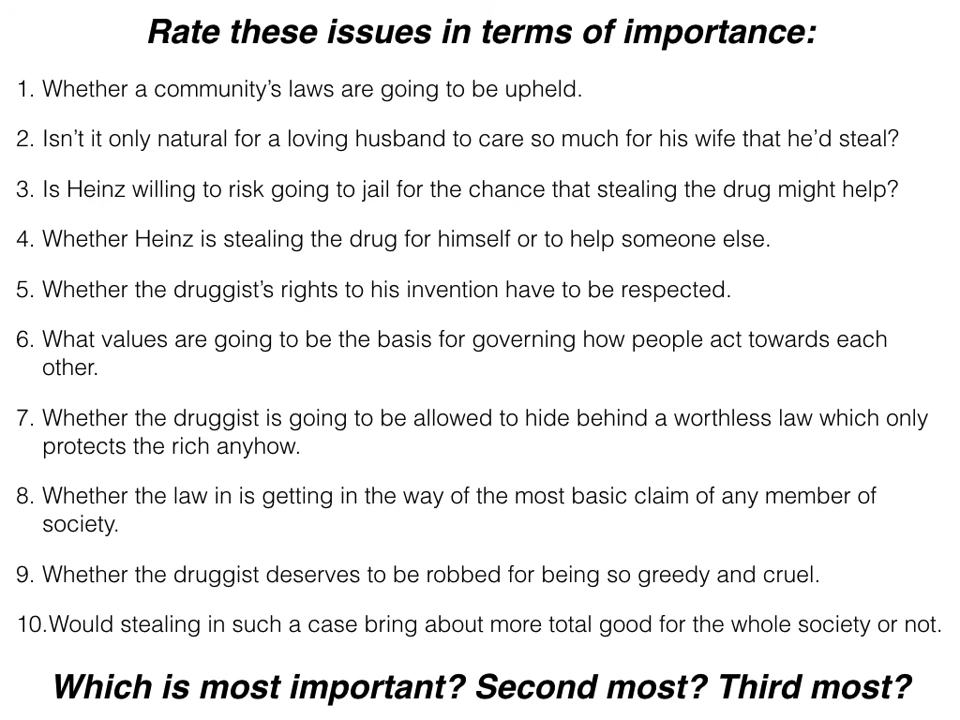 Rate these issues in terms of importance:
1. Whether a community’s laws are going to be upheld.
2. Isn’t it only natural for a loving husband to care so much for his wife that he’d steal?
3. Is Heinz willing to risk going to jail for the chance that stealing the drug might help?
4. Whether Heinz is stealing the drug for himself or to help someone else.
5. Whether the druggist’s rights to his invention have to be respected.
6. What values are going to be the basis for governing how people act towards each
other.
7. Whether the druggist is going to be allowed to hide behind a worthless law which only
protects the rich anyhow.
8. Whether the law in is getting in the way of the most basic claim of any member of
society.
9. Whether the druggist deserves to be robbed for being so greedy and cruel.
10.Would stealing in such a case bring about more total good for the whole society or not.
Which is most important? Second most? Third most?